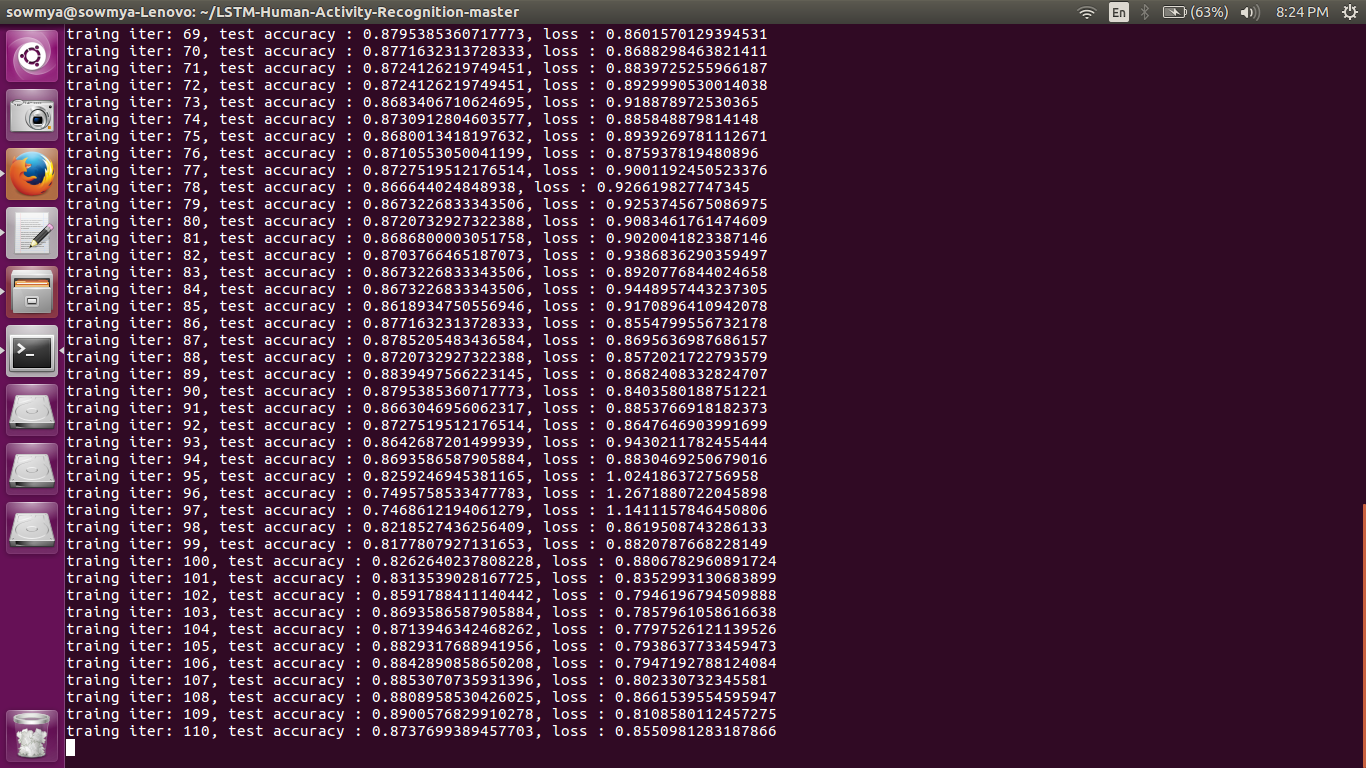 sowmya@sowmya-Lenovo: ~/LSTM-Human-Activity-Recognition-master En (63%) 8:24 PM
traing iter: 69, test accuracy : 0.8795385360717773, loss : 0.8601570129394531
traing iter: 70, test accuracy : 0.8771632313728333, loss : 0.8688298463821411
traing iter: 71, test accuracy : 0.8724126219749451, loss : 0.8839725255966187
traing iter: 72, test accuracy : 0.8724126219749451, loss : 0.8929990530014038
traing iter: 73, test accuracy : 0.8683406710624695, loss : 0.918878972530365
traing iter: 74, test accuracy : 0.8730912804603577, loss : 0.885848879814148
traing iter: 75, test accuracy : 0.8680013418197632, loss : 0.8939269781112671
traing iter: 76, test accuracy : 0.8710553050041199, loss : 0.875937819480896
traing iter: 77, test accuracy : 0.8727519512176514, loss : 0.9001192450523376
traing iter: 78, test accuracy : 0.866644024848938, loss : 0.926619827747345
traing iter: 79, test accuracy : 0.8673226833343506, loss : 0.9253745675086975
traing iter: 80, test accuracy : 0.8720732927322388, loss : 0.9083461761474609
traing iter: 81, test accuracy : 0.8686800003051758, loss : 0.9020041823387146
traing iter: 82, test accuracy : 0.8703766465187073, loss : 0.9386836290359497
traing iter: 83, test accuracy : 0.8673226833343506, loss : 0.8920776844024658
traing iter: 84, test accuracy : 0.8673226833343506, loss : 0.9448957443237305
traing iter: 85, test accuracy : 0.8618934750556946, loss : 0.9170896410942078
traing iter: 86, test accuracy : 0.8771632313728333, loss : 0.8554799556732178
traing iter: 87, test accuracy : 0.8785205483436584, loss : 0.8695636987686157
traing iter: 88, test accuracy : 0.8720732927322388, loss : 0.8572021722793579
traing iter: 89, test accuracy : 0.8839497566223145, loss : 0.8682408332824707
traing iter: 90, test accuracy : 0.8795385360717773, loss : 0.8403580188751221
traing iter: 91, test accuracy : 0.8663046956062317, loss : 0.8853766918182373
traing iter: 92, test accuracy : 0.8727519512176514, loss : 0.8647646903991699
traing iter: 93, test accuracy : 0.8642687201499939, loss : 0.9430211782455444
traing iter: 94, test accuracy : 0.8693586587905884, loss : 0.8830469250679016
traing iter: 95, test accuracy : 0.8259246945381165, loss : 1.024186372756958
traing iter: 96, test accuracy : 0.7495758533477783, loss : 1.2671880722045898
traing iter: 97, test accuracy : 0.7468612194061279, loss : 1.1411157846450806
traing iter: 98, test accuracy : 0.8218527436256409, loss : 0.8619508743286133
traing iter: 99, test accuracy : 0.8177807927131653, loss : 0.8820787668228149
traing iter: 100, test accuracy : 0.8262640237808228, loss : 0.8806782960891724
traing iter: 101, test accuracy : 0.8313539028167725, loss : 0.8352993130683899
traing iter: 102, test accuracy : 0.8591788411140442, loss : 0.7946196794509888
traing iter: 103, test accuracy : 0.8693586587905884, loss : 0.7857961058616638
traing iter: 104, test accuracy : 0.8713946342468262, loss : 0.7797526121139526
traing iter: 105, test accuracy : 0.8829317688941956, loss : 0.7938637733459473
traing iter: 106, test accuracy : 0.8842890858650208, loss : 0.7947192788124084
traing iter: 107, test accuracy : 0.8853070735931396, loss : 0.802330732345581
traing iter: 108, test accuracy : 0.8808958530426025, loss : 0.8661539554595947
traing iter: 109, test accuracy : 0.8900576829910278, loss : 0.8108580112457275
traing iter: 110, test accuracy : 0.8737699389457703, loss : 0.8550981283187866